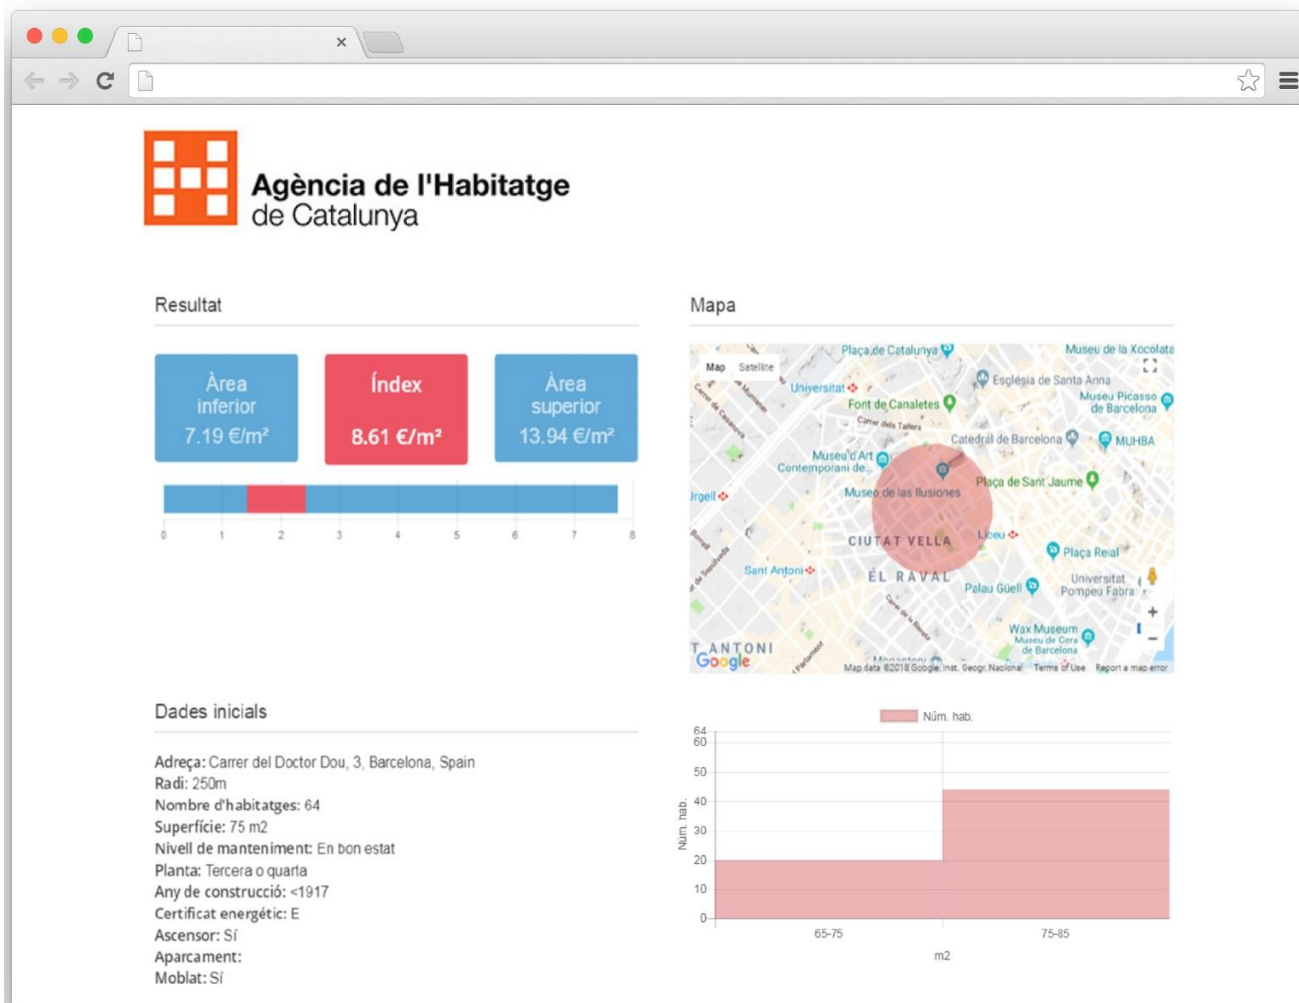 Agència de l'Habitatge
de Catalunya
Resultat
Àrea
inferior
7.19 €/m²
Índex
8.61 €/m²
Àrea
superior
13.94 €/m²
0 1 2 3 4 5 6 7 8
Mapa
Map Satellite
Plaça de Catalunya
Museu de la Xocolata
Universitat
Església de Santa Anna
Font de Canaletes
Museu Picasso
de Barcelona
Carrer dels Tallers
Catedral de Barcelona
MUHBA
Museu d'Art
Contemporani de...
Plaça de Sant Jaume
Urgell
Museo de las Ilusiones
CIUTAT VELLA
Liceu
Plaça Reial
Sant Antoni
EL RAVAL
Palau Güell
Universitat
Pompeu Fabra
Wax Museum
Museu de Cera
de Barcelona
T ANTONI
Google
Map data ©2018 Google, Inst. Geogr. Nacional Terms of Use Report a map error
Dades inicials
Adreça: Carrer del Doctor Dou, 3, Barcelona, Spain
Radi: 250m
Nombre d'habitatges: 64
Superfície: 75 m2
Nivell de manteniment: En bon estat
Planta: Tercera o quarta
Any de construcció: <1917
Certificat energétic: E
Ascensor: Sí
Aparcament:
Moblat: Sí
Núm. hab.
64
60
50
40
30
20
10
0
Núm. hab.
65-75 75-85
m2